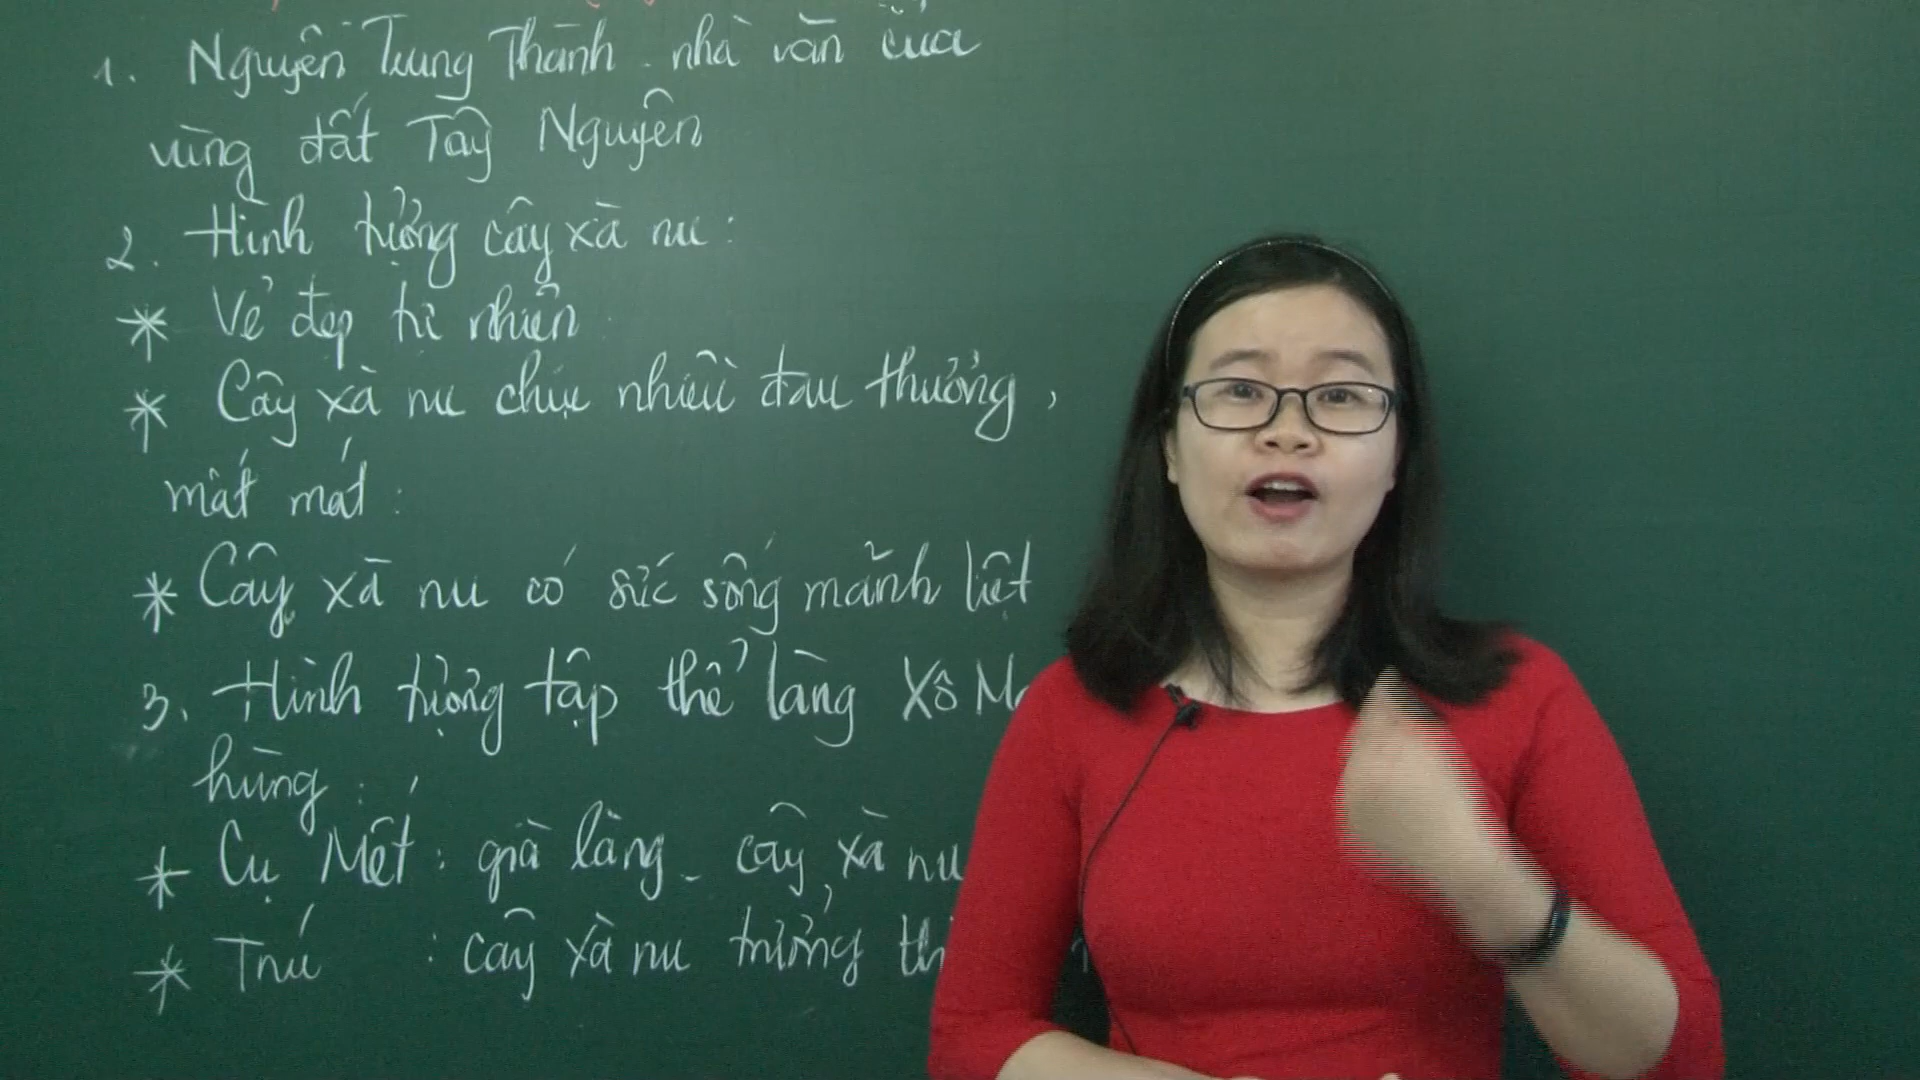 1. Nguyễn Trung Thành - nhà văn của
vùng đất Tây Nguyên
2. Hình tượng cây xà nu :
* Vẻ đẹp tự nhiên
* Cây xà nu chịu nhiều đau thương ,
mất mát :
* Cây xà nu có sức sống mãnh liệt
3. Hình tượng tập thể làng Xô M
hùng :
* Cụ Mết : già làng - cây xà nu
* Tnú : cây xà nu trưởng th